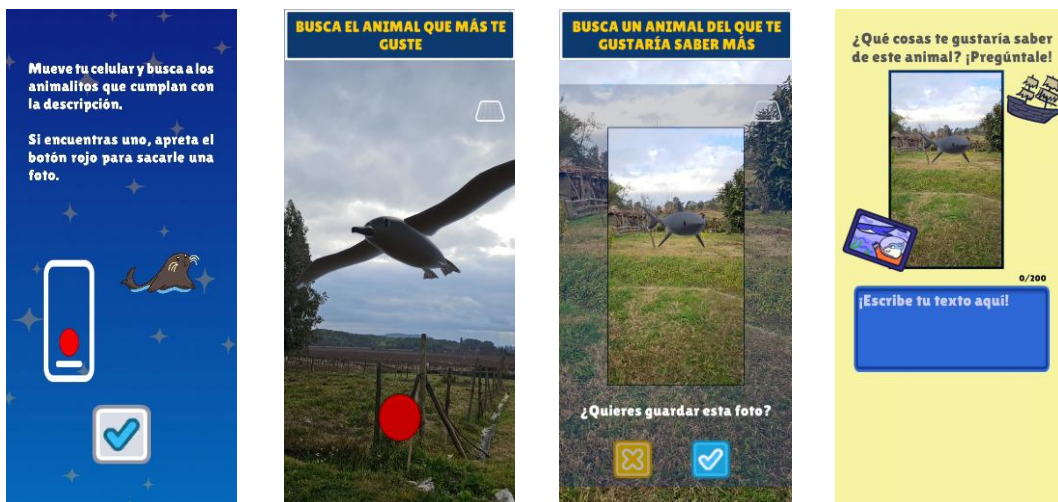 Mueve tu celular y busca a los
animalitos que cumplan con
la descripción.
Si encuentras uno, apreta el
botón rojo para sacarle una
foto.
BUSCA EL ANIMAL QUE MÁS TE
GUSTE
BUSCA UN ANIMAL DEL QUE TE
GUSTARÍA SABER MÁS
¿Quieres guardar esta foto?
¿Qué cosas te gustaría saber
de este animal? ¡Pregúntale!
0/200
¡Escribe tu texto aquí!